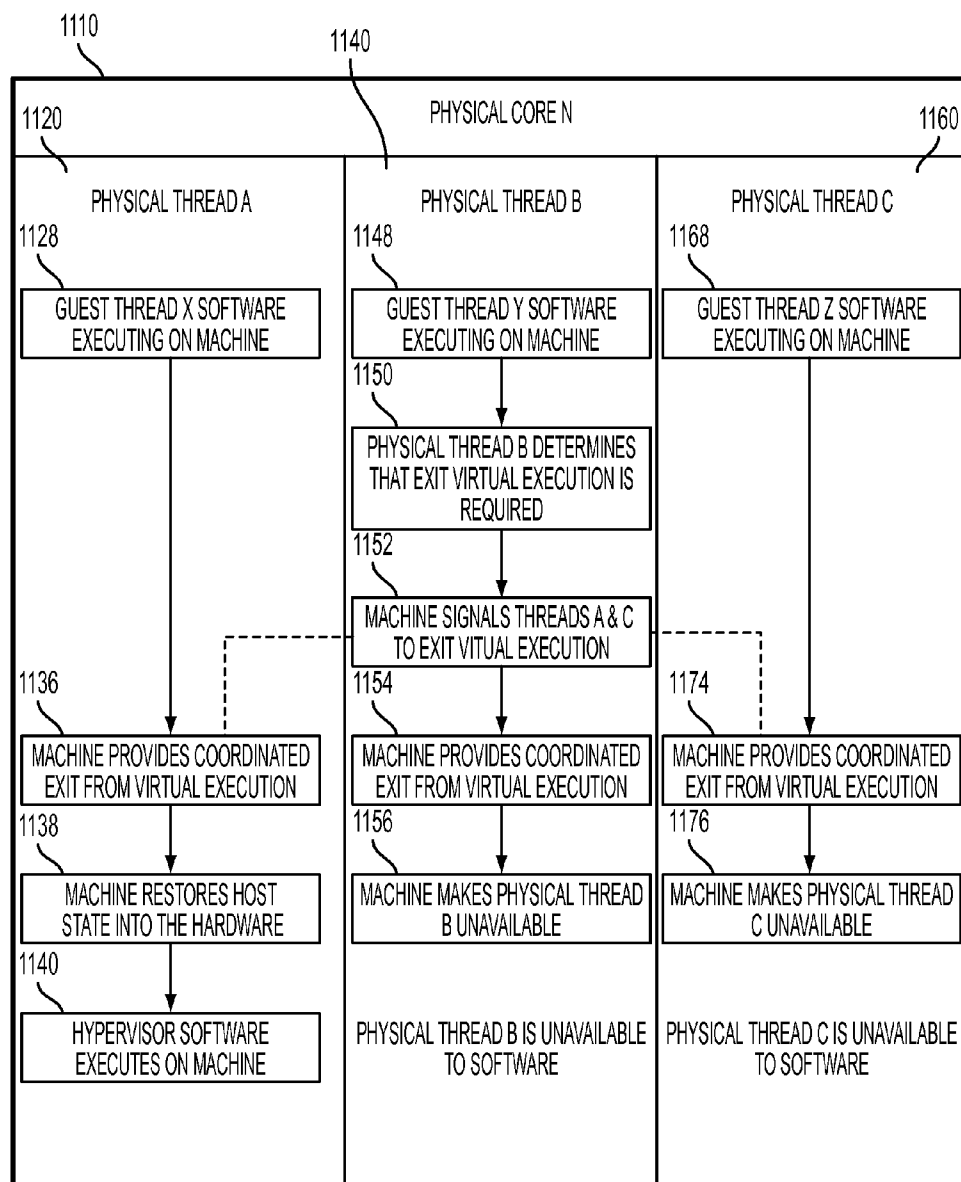 1110
1140
PHYSICAL CORE N
1120
1160
PHYSICAL THREAD A
PHYSICAL THREAD B
PHYSICAL THREAD C
1128
GUEST THREAD X SOFTWARE
EXECUTING ON MACHINE
1148
GUEST THREAD Y SOFTWARE
EXECUTING ON MACHINE
1168
GUEST THREAD Z SOFTWARE
EXECUTING ON MACHINE
1150
PHYSICAL THREAD B DETERMINES
THAT EXIT VIRTUAL EXECUTION IS
REQUIRED
1152
MACHINE SIGNALS THREADS A & C
TO EXIT VITUAL EXECUTION
1136
MACHINE PROVIDES COORDINATED
EXIT FROM VIRTUAL EXECUTION
1154
MACHINE PROVIDES COORDINATED
EXIT FROM VIRTUAL EXECUTION
1174
MACHINE PROVIDES COORDINATED
EXIT FROM VIRTUAL EXECUTION
1138
MACHINE RESTORES HOST
STATE INTO THE HARDWARE
1156
MACHINE MAKES PHYSICAL THREAD
B UNAVAILABLE
1176
MACHINE MAKES PHYSICAL THREAD
C UNAVAILABLE
1140
HYPERVISOR SOFTWARE
EXECUTES ON MACHINE
PHYSICAL THREAD B IS UNAVAILABLE
TO SOFTWARE
PHYSICAL THREAD C IS UNAVAILABLE
TO SOFTWARE